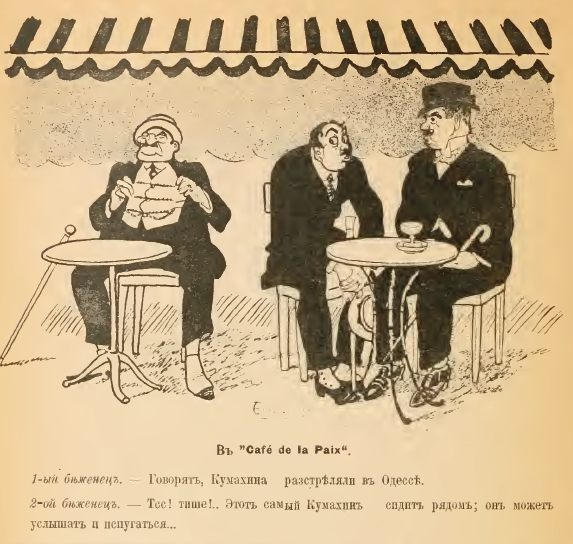 Въ "Café de la Paix".
1-ый бѣженецъ. — Говорятъ, Кумахина разстрѣляли въ Одессѣ.
2-ой бѣженецъ. — Тсс! тише!.. Этотъ самый Кумахинъ сидитъ рядомъ; онъ можетъ
услышать и испугаться...